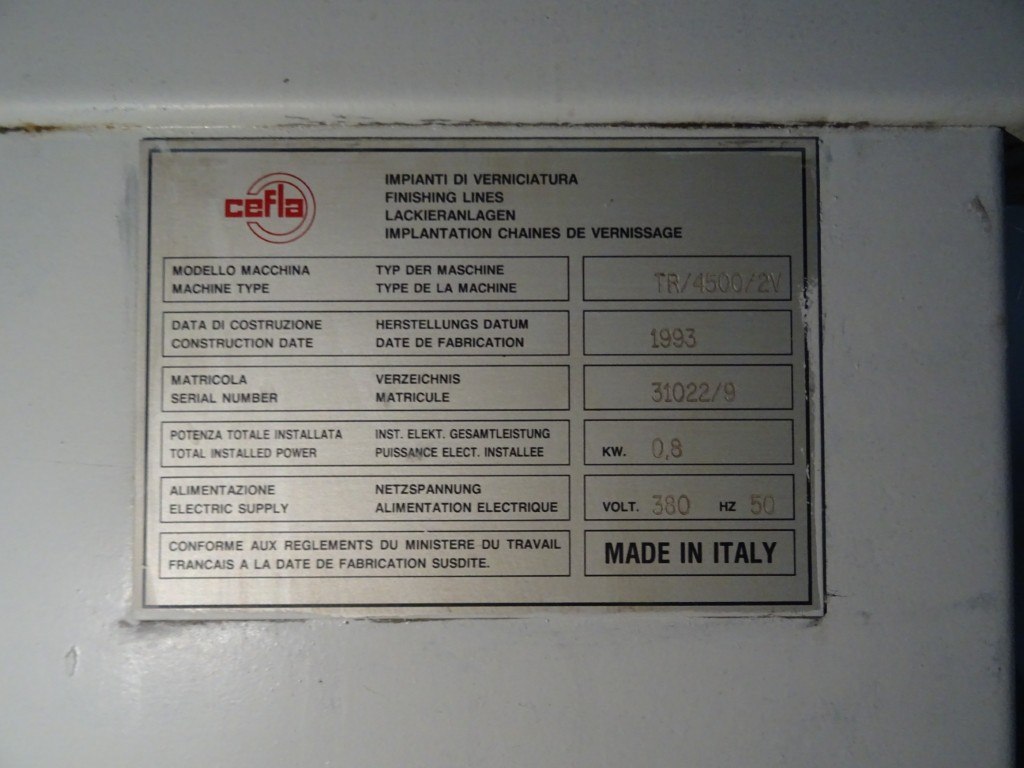 cefla
IMPIANTI DI VERNICIATURA
FINISHING LINES
LACKIERANLAGEN
IMPLANTATION CHAINES DE VERNISSAGE
MODELLO MACCHINA TYP DER MASCHINE
MACHINE TYPE TYPE DE LA MACHINE
TR/4500/2V
DATA DI COSTRUZIONE HERSTELLUNGS DATUM
CONSTRUCTION DATE DATE DE FABRICATION
1993
MATRICOLA VERZEICHNIS
SERIAL NUMBER MATRICULE
31022/9
POTENZA TOTALE INSTALLATA INST. ELEKT. GESAMTLEISTUNG
TOTAL INSTALLED POWER PUISSANCE ELECT. INSTALLEE
KW. 0,8
ALIMENTAZIONE NETZSPANNUNG
ELECTRIC SUPPLY ALIMENTATION ELECTRIQUE
VOLT. 380 HZ 50
CONFORME AUX REGLEMENTS DU MINISTERE DU TRAVAIL
FRANCAIS A LA DATE DE FABRICATION SUSDITE.
MADE IN ITALY